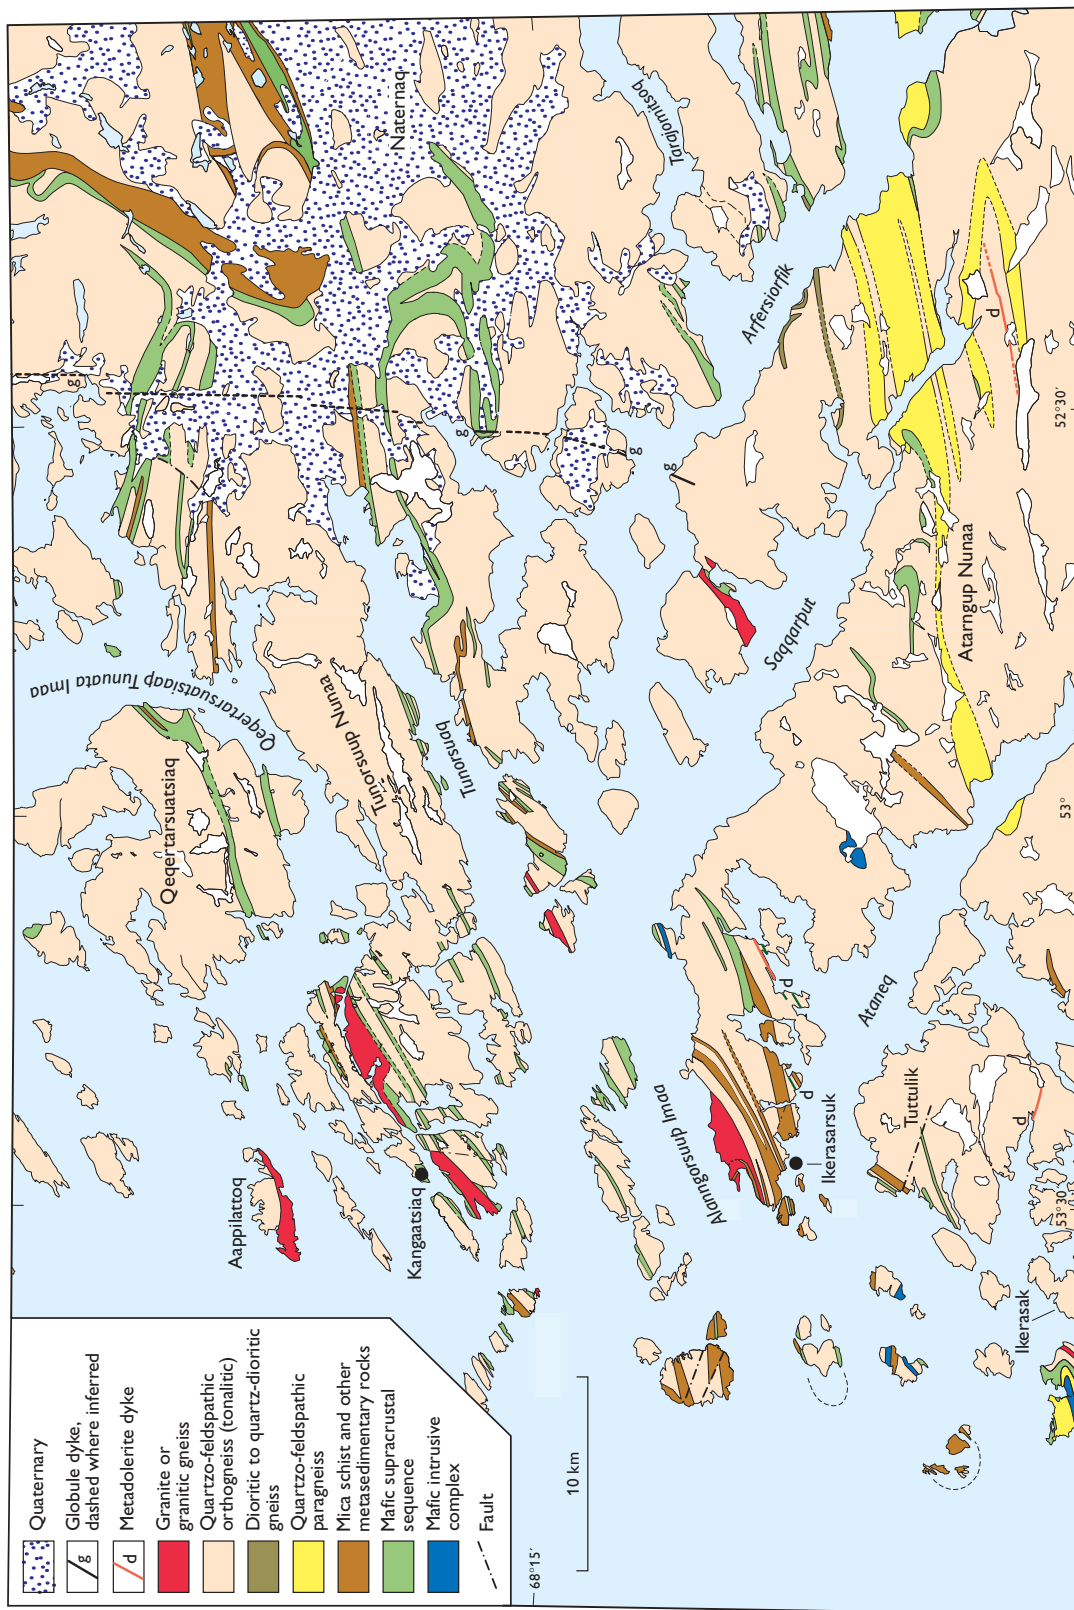 Quaternary
Globule dyke,
dashed where inferred
Metadolerite dyke
Granite or
granitic gneiss
Quartzo-feldspathic
orthogneiss (tonalitic)
Dioritic to quartz-dioritic
gneiss
Quartzo-feldspathic
paragneiss
Mica schist and other
metasedimentary rocks
Mafic supracrustal
sequence
Mafic intrusive
complex
Fault
g
d
10 km
68°15´
53°30´
53°
52°30´
Naternaq
Tarajornitsoq
Arfersiorfik
Qeqertarsuatsiaap Tunuata Imaa
Qeqertarsuatsiaq
Tunorsuup Nunaa
Tunorsuaq
Saqqarput
Atarngup Nunaa
Aappilattoq
Kangaatsiaq
Alanngorsuup Imaa
Ikerasarsuk
Ataneq
Tuttulik
Ikerasak
g
g
g
g
d
d
d
d